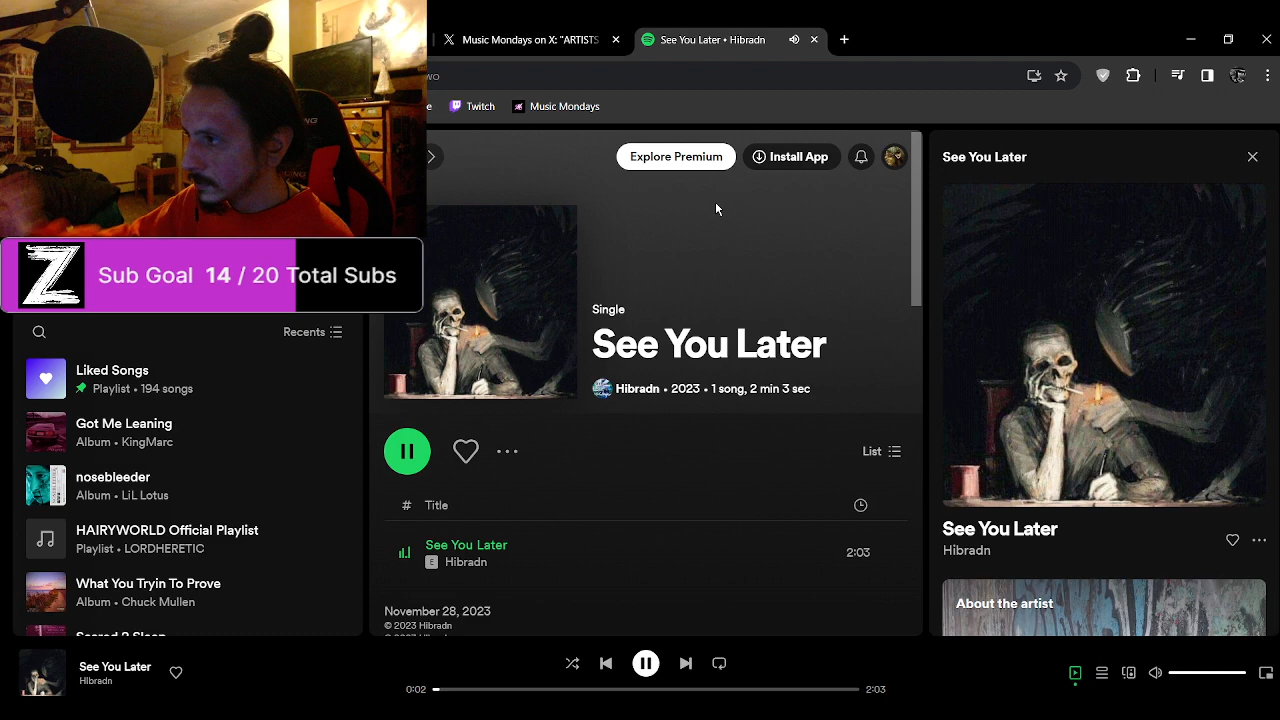 Music Mondays on X: "ARTISTS
See You Later • Hibradn
wo
e
Twitch
Music Mondays
Explore Premium
Install App
See You Later
Z
Sub Goal 14 / 20 Total Subs
Single
See You Later
Hibradn • 2023 • 1 song, 2 min 3 sec
Recents
Liked Songs
Playlist • 194 songs
Got Me Leaning
Album • KingMarc
nosebleeder
Album • LiL Lotus
HAIRYWORLD Official Playlist
Playlist • LORDHERETIC
What You Tryin To Prove
Album • Chuck Mullen
List
# Title
See You Later
E Hibradn
2:03
November 28, 2023
© 2023 Hibradn
See You Later
Hibradn
About the artist
See You Later
Hibradn
0:02
2:03